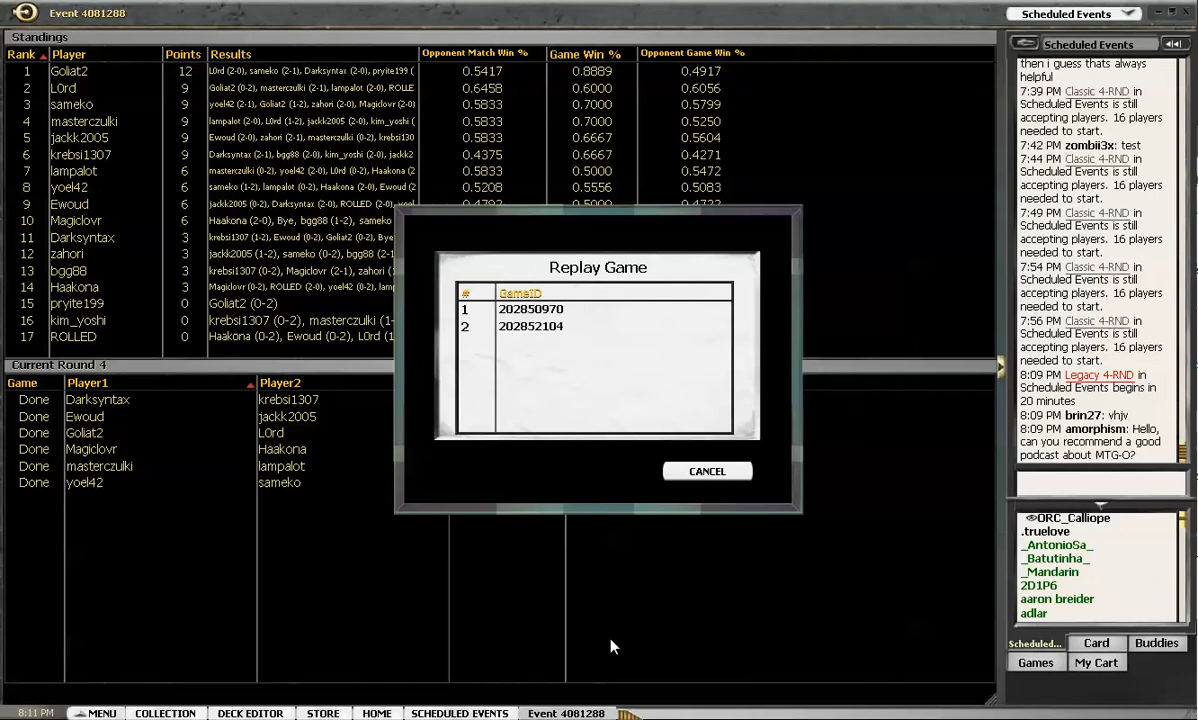 Event 4081288
Scheduled Events
Standings
Rank Player Points Results Opponent Match Win % Game Win % Opponent Game Win %
1 Goliat2 12 L0rd (2-0), sameko (2-1), Darksyntax (2-0), pryite199 ( 0.5417 0.8889 0.4917
2 L0rd 9 Goliat2 (0-2), masterczulki (2-1), lampalot (2-0), ROLLE 0.6458 0.6000 0.6056
3 sameko 9 yoel42 (2-1), Goliat2 (1-2), zahori (2-0), Magiclovr (2-0) 0.5833 0.7000 0.5799
4 masterczulki 9 lampalot (2-0), L0rd (1-2), jackk2005 (2-0), kim_yoshi ( 0.5833 0.7000 0.5250
5 jackk2005 9 Ewoud (2-0), zahori (2-1), masterczulki (0-2), krebsi130 0.5833 0.6667 0.5604
6 krebsi1307 9 Darksyntax (2-1), bgg88 (2-0), kim_yoshi (2-0), jackk2 0.4375 0.6667 0.4271
7 lampalot 6 masterczulki (0-2), yoel42 (2-0), L0rd (0-2), Haakona (2 0.5833 0.5000 0.5472
8 yoel42 6 sameko (1-2), lampalot (0-2), Haakona (2-0), Ewoud (2 0.5208 0.5556 0.5083
9 Ewoud 6 jackk2005 (0-2), Darksyntax (2-0), ROLLED (2-0), yoel4
10 Magiclovr 6 Haakona (2-0), Bye, bgg88 (1-2), sameko
11 Darksyntax 3 krebsi1307 (1-2), Ewoud (0-2), Goliat2 (0-2), Bye
12 zahori 3 jackk2005 (1-2), sameko (0-2),
13 bgg88 3 krebsi1307 (0-2), Magiclovr (2-1), zahori (
14 Haakona 3 Magiclovr (0-2), ROLLED (2-0), yoel42 (0-2), lam
15 pryite199 0 Goliat2 (0-2)
16 kim_yoshi 0 krebsi1307 (0-2), masterczulki (1-
17 ROLLED 0 Haakona (0-2), Ewoud (0-2), L0rd (1
Current Round 4
Game Player1 Player2
Done Darksyntax krebsi1307
Done Ewoud jackk2005
Done Goliat2 L0rd
Done Magiclovr Haakona
Done masterczulki lampalot
Done yoel42 sameko
Replay Game
# GameID
1 202850970
2 202852104
CANCEL
Scheduled Events
then i guess thats always
helpful
7:39 PM Classic 4-RND in
Scheduled Events is still
accepting players. 16 players
needed to start.
7:42 PM zombii3x: test
7:44 PM Classic 4-RND in
Scheduled Events is still
accepting players. 16 players
needed to start.
7:49 PM Classic 4-RND in
Scheduled Events is still
accepting players. 16 players
needed to start.
7:54 PM Classic 4-RND in
Scheduled Events is still
accepting players. 16 players
needed to start.
7:56 PM Classic 4-RND in
Scheduled Events is still
accepting players. 16 players
needed to start.
8:09 PM Legacy 4-RND in
Scheduled Events begins in
20 minutes
8:09 PM brin27: vhjv
8:09 PM amorphism: Hello,
can you recommend a good
podcast about MTG-O?
ORC_Calliope
.truelove
_AntonioSa_
_Batutinha_
_Mandarin
2D1P6
aaron breider
adlar
Scheduled... Card Buddies
Games My Cart
8:11 PM MENU COLLECTION DECK EDITOR STORE HOME SCHEDULED EVENTS Event 4081288